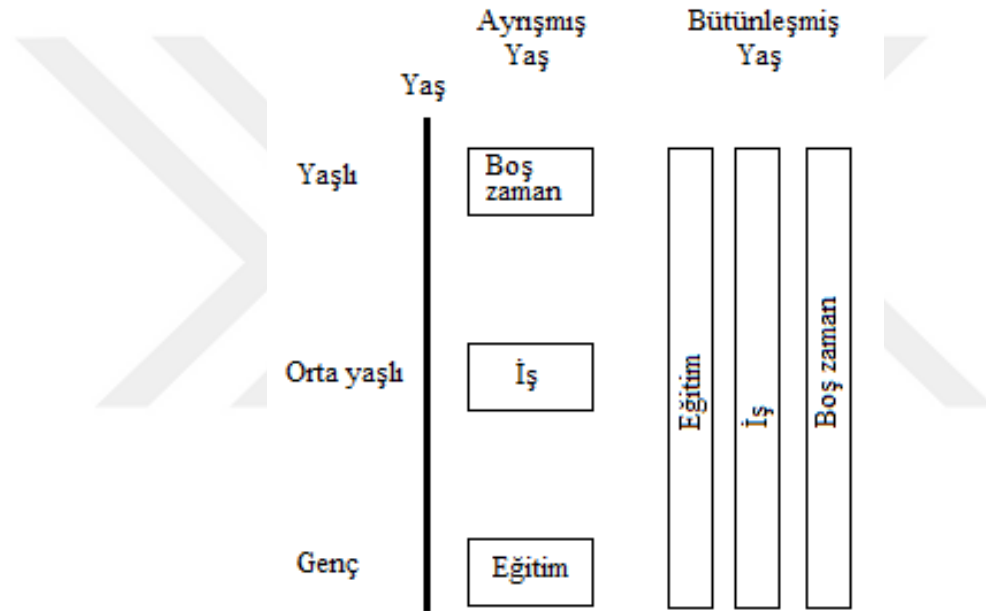 Ayrışmış
Yaş
Bütünleşmiş
Yaş
Yaş
Yaşlı
Boş
zaman
Orta yaşlı
İş
Genç
Eğitim
Eğitim
İş
Boş zaman